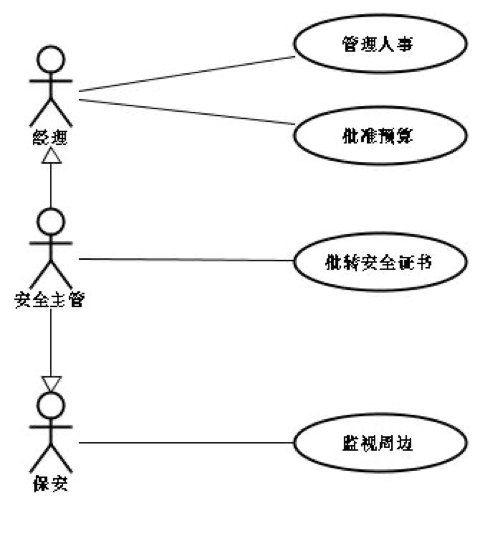 管理人事
经理
批准预算
安全主管
批转安全证书
保安
监视周边